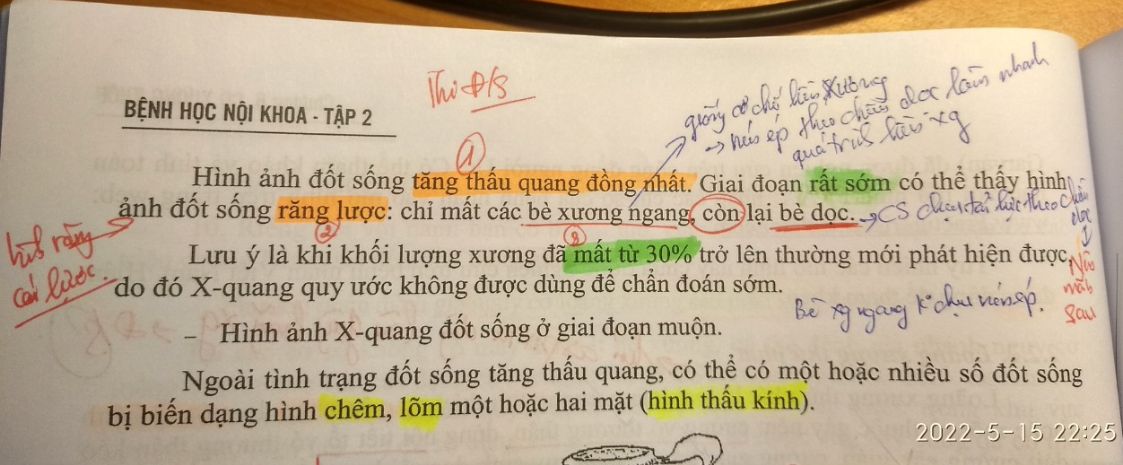 Thi Đ/S
BỆNH HỌC NỘI KHOA - TẬP 2
giống cơ chế liền xương
→ nén ép theo chiều dọc làm nhanh
quá trình liền xg
1
Hình ảnh đốt sống tăng thấu quang đồng nhất. Giai đoạn rất sớm có thể thấy hình
ảnh đốt sống răng lược: chỉ mất các bè xương ngang, còn lại bè dọc. → CS chịu tải lực theo chiều
dọc
2
3
hình răng
cái lược.
Lưu ý là khi khối lượng xương đã mất từ 30% trở lên thường mới phát hiện được,
do đó X-quang quy ước không được dùng để chẩn đoán sớm.
Nên
mất
sau
Bè xg ngang k chịu nén ép.
– Hình ảnh X-quang đốt sống ở giai đoạn muộn.
Ngoài tình trạng đốt sống tăng thấu quang, có thể có một hoặc nhiều số đốt sống
bị biến dạng hình chêm, lõm một hoặc hai mặt (hình thấu kính).
2022-5-15 22:25